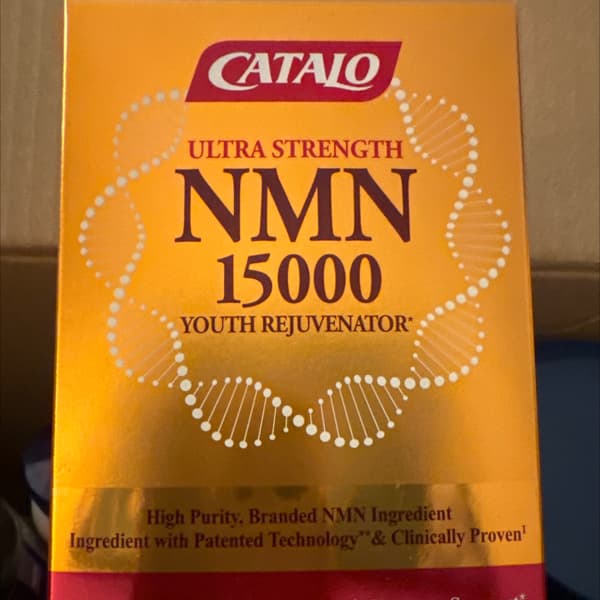 CATALO
ULTRA STRENGTH
NMN
15000
YOUTH REJUVENATOR*
High Purity, Branded NMN Ingredient
Ingredient with Patented Technology**& Clinically Proven¹